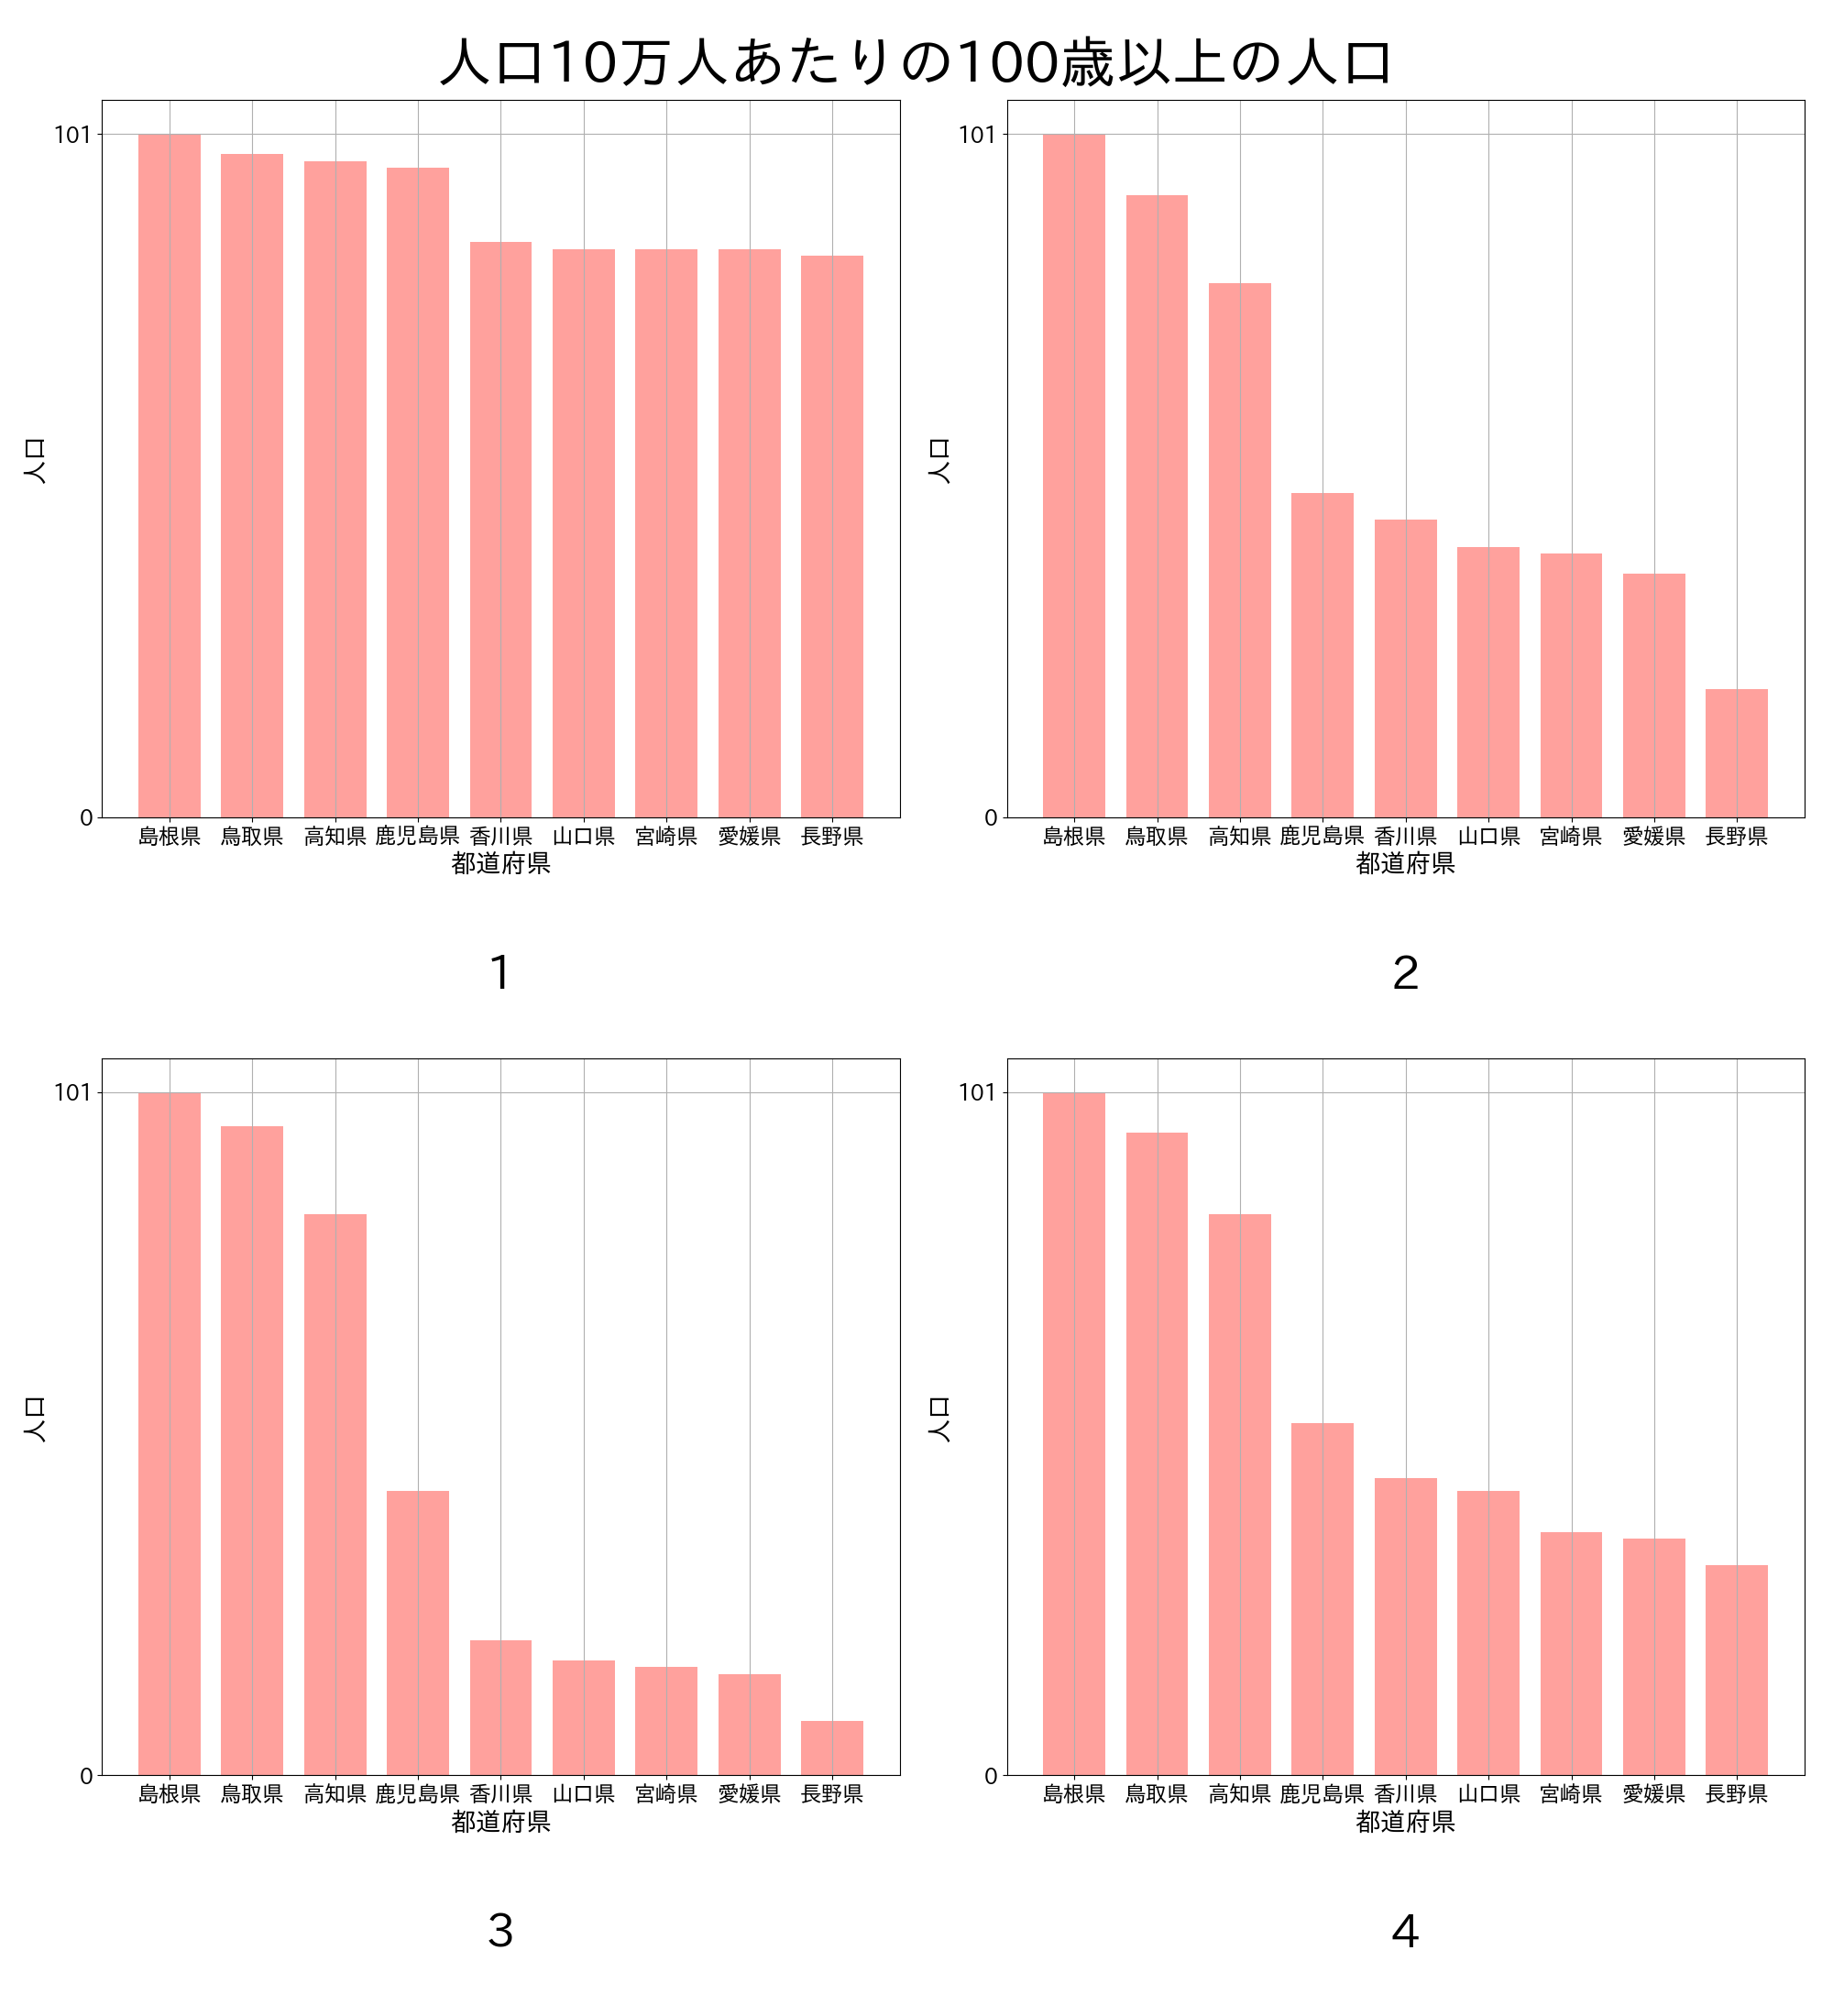 人口10万人あたりの100歳以上の人口
101
0
人口
島根県 鳥取県 高知県 鹿児島県 香川県 山口県 宮崎県 愛媛県 長野県
都道府県
1
101
0
人口
島根県 鳥取県 高知県 鹿児島県 香川県 山口県 宮崎県 愛媛県 長野県
都道府県
2
101
0
人口
島根県 鳥取県 高知県 鹿児島県 香川県 山口県 宮崎県 愛媛県 長野県
都道府県
3
101
0
人口
島根県 鳥取県 高知県 鹿児島県 香川県 山口県 宮崎県 愛媛県 長野県
都道府県
4